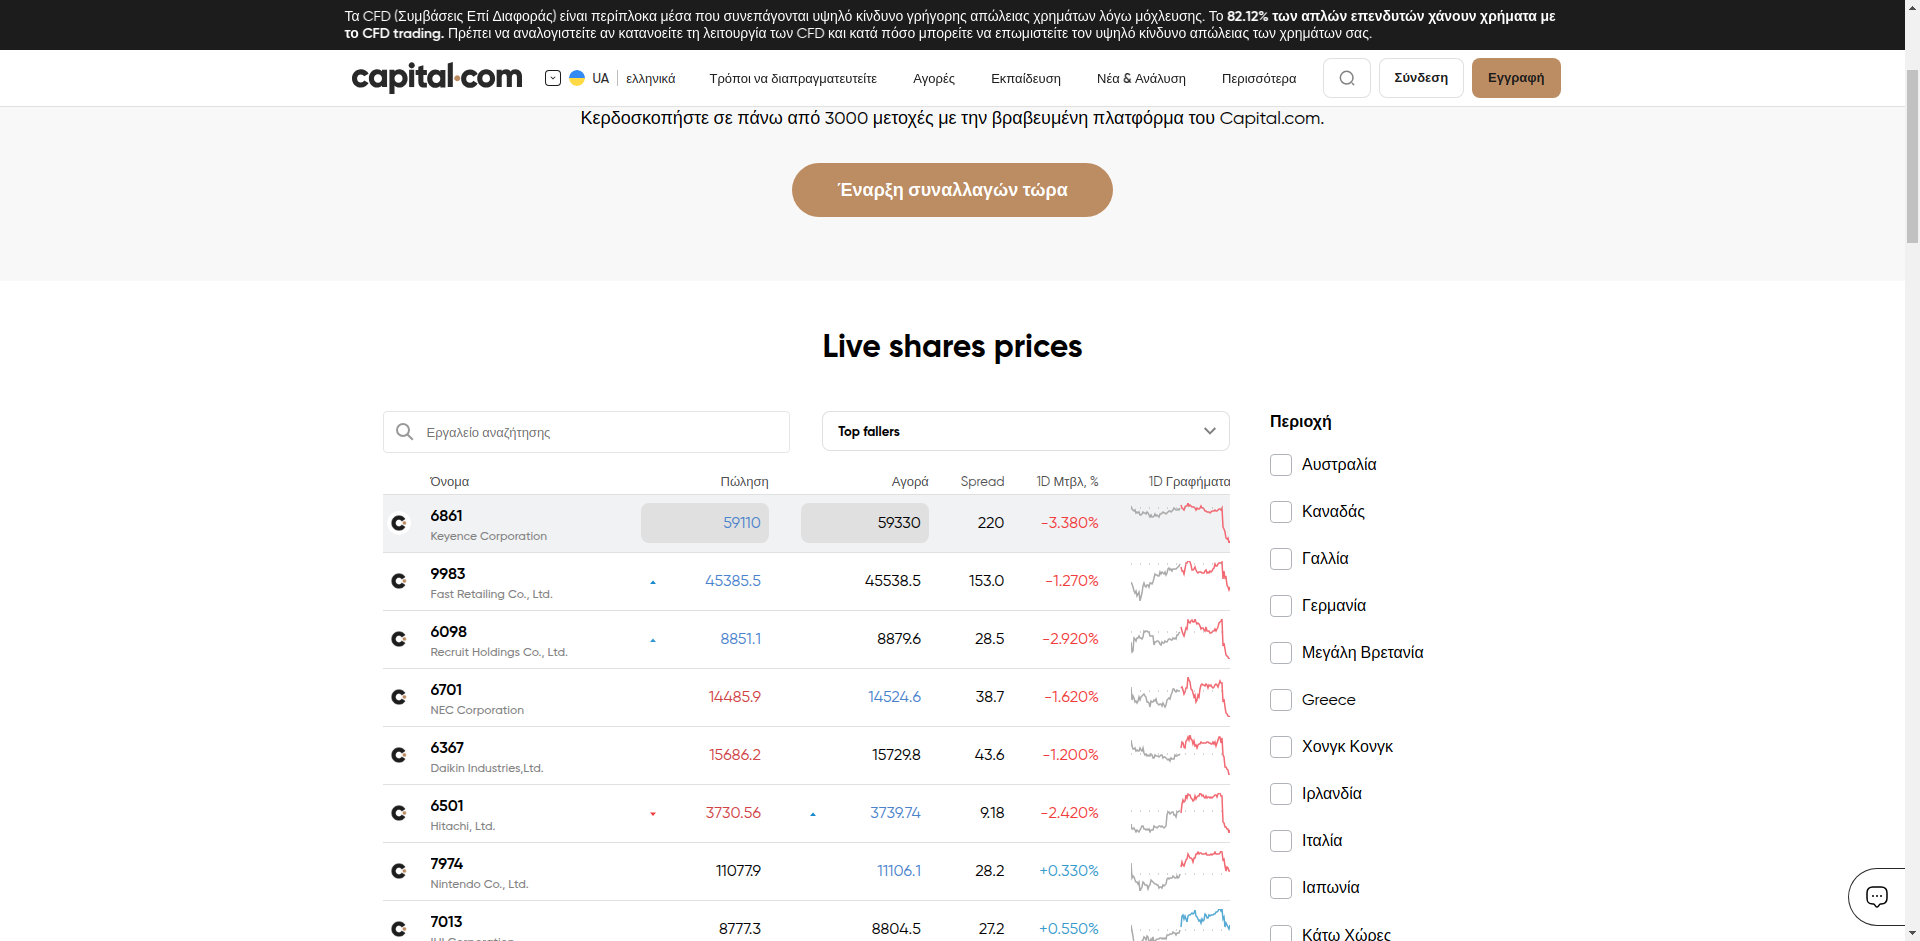 Τα CFD (Συμβάσεις Επί Διαφοράς) είναι περίπλοκα μέσα που συνεπάγονται υψηλό κίνδυνο γρήγορης απώλειας χρημάτων λόγω μόχλευσης. Το 82.12% των απλών επενδυτών χάνουν χρήματα με
το CFD trading. Πρέπει να αναλογιστείτε αν κατανοείτε τη λειτουργία των CFD και κατά πόσο μπορείτε να επωμιστείτε τον υψηλό κίνδυνο απώλειας των χρημάτων σας.
capital.com UA ελληνικά Τρόποι να διαπραγματευτείτε Αγορές Εκπαίδευση Νέα & Ανάλυση Περισσότερα Σύνδεση Εγγραφή
Κερδοσκοπήστε σε πάνω από 3000 μετοχές με την βραβευμένη πλατφόρμα του Capital.com.
Έναρξη συναλλαγών τώρα
Live shares prices
Εργαλείο αναζήτησης
Top fallers
Όνομα Πώληση Αγορά Spread 1D Μτβλ, % 1D Γραφήματα
6861 59110 59330 220 -3.380%
Keyence Corporation
9983 45385.5 45538.5 153.0 -1.270%
Fast Retailing Co., Ltd.
6098 8851.1 8879.6 28.5 -2.920%
Recruit Holdings Co., Ltd.
6701 14485.9 14524.6 38.7 -1.620%
NEC Corporation
6367 15686.2 15729.8 43.6 -1.200%
Daikin Industries,Ltd.
6501 3730.56 3739.74 9.18 -2.420%
Hitachi, Ltd.
7974 11077.9 11106.1 28.2 +0.330%
Nintendo Co., Ltd.
7013 8777.3 8804.5 27.2 +0.550%
Περιοχή
Αυστραλία
Καναδάς
Γαλλία
Γερμανία
Μεγάλη Βρετανία
Greece
Χονγκ Κονγκ
Ιρλανδία
Ιταλία
Ιαπωνία
Κάτω Χώρες